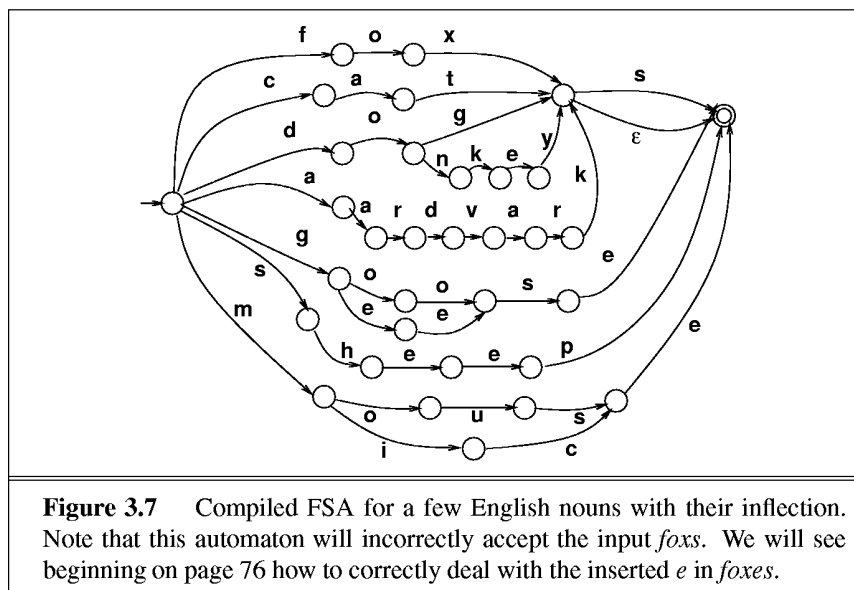 f o x
c a t s
d o g ε
n k e y
a a r d v a r k
g o o s e
e e
s h e e p
m o u s e
i c
Figure 3.7 Compiled FSA for a few English nouns with their inflection.
Note that this automaton will incorrectly accept the input foxs. We will see
beginning on page 76 how to correctly deal with the inserted e in foxes.